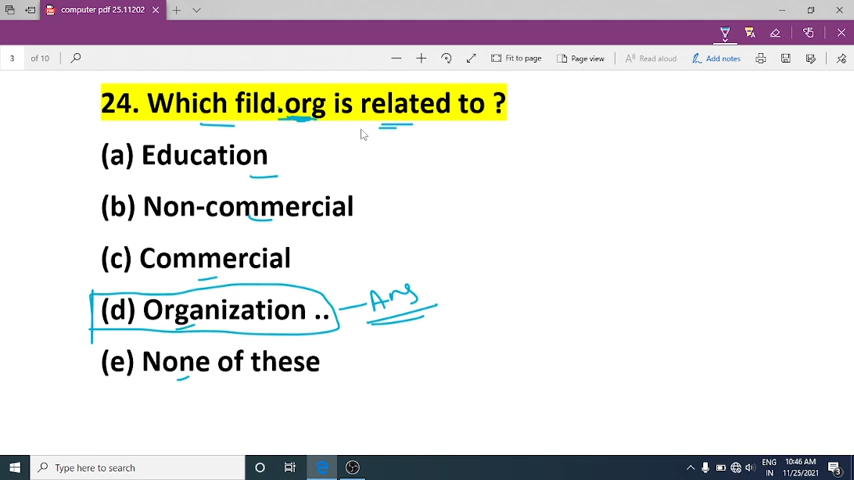 computer pdf 25.11202
3 of 10
Fit to page
Page view
Read aloud
Add notes
24. Which fild.org is related to ?
(a) Education
(b) Non-commercial
(c) Commercial
(d) Organization .. Ans
(e) None of these
Type here to search
ENG
IN
10:46 AM
11/25/2021
3